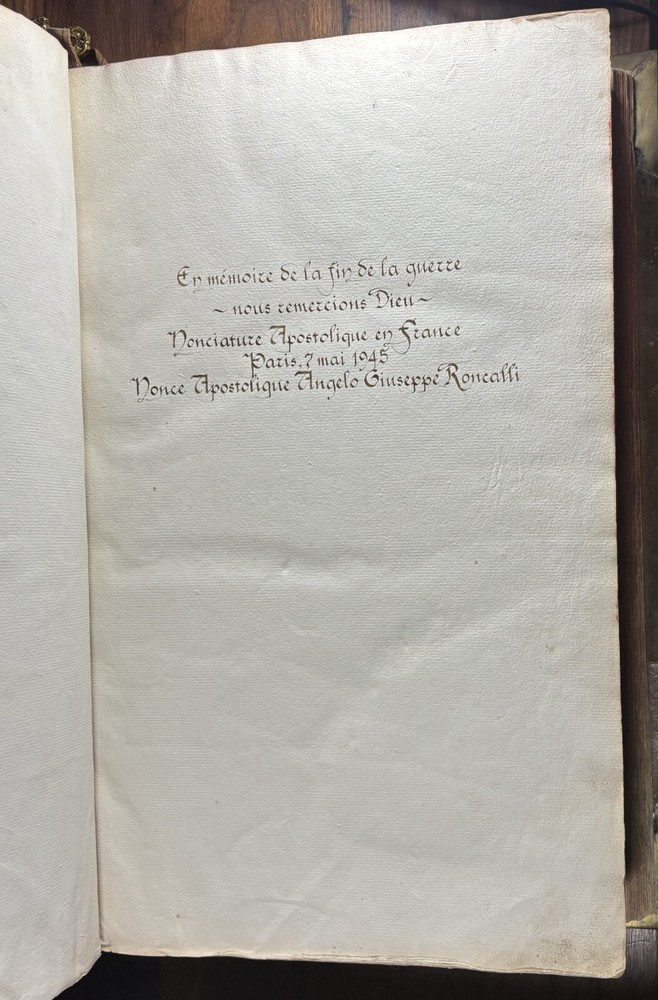 En mémoire de la fin de la guerre
~ nous remercions Dieu ~
Nonciature Apostolique en France
Paris, 7 mai 1945
Nonce Apostolique Angelo Giuseppe Roncalli